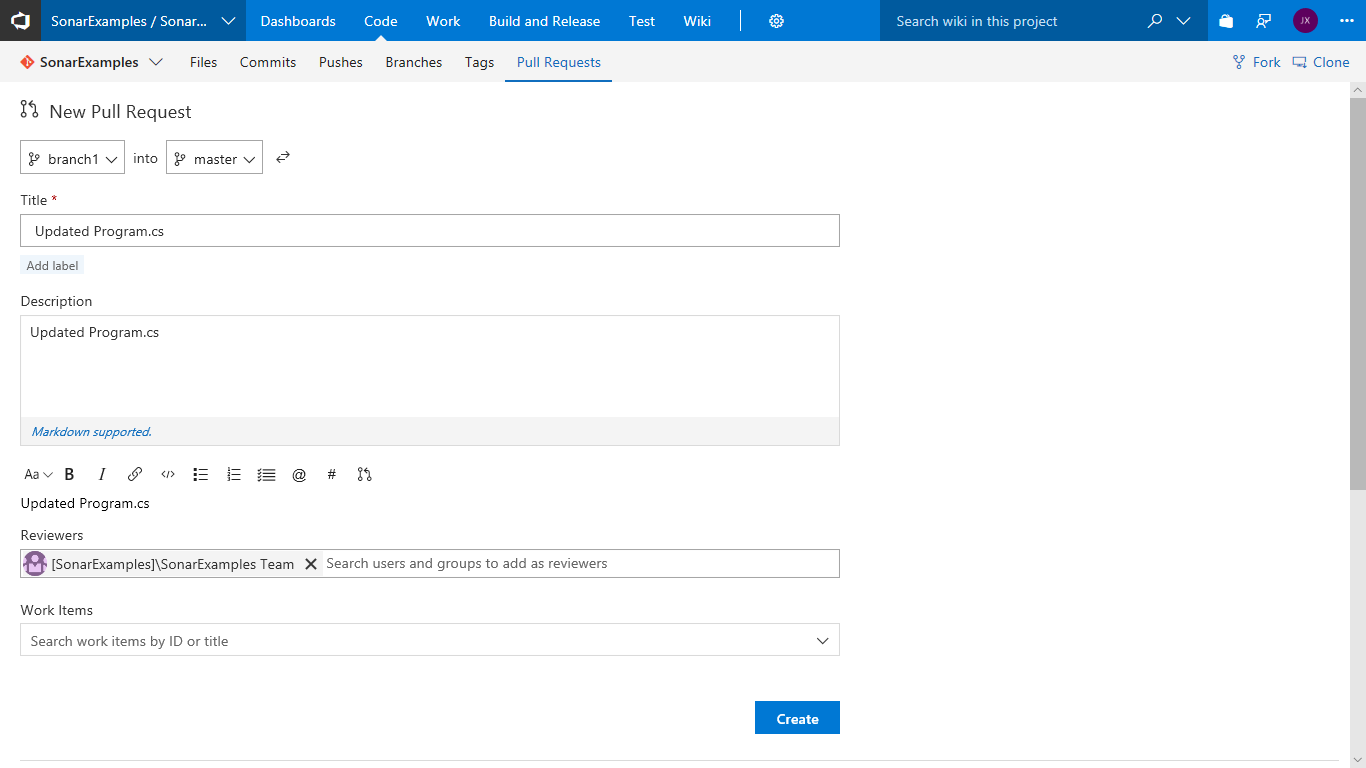 SonarExamples / Sonar... Dashboards Code Work Build and Release Test Wiki Search wiki in this project JX
SonarExamples Files Commits Pushes Branches Tags Pull Requests Fork Clone
New Pull Request
branch1 into master
Title *
Updated Program.cs
Add label
Description
Updated Program.cs
Markdown supported.
Aa B I </> @ #
Updated Program.cs
Reviewers
[SonarExamples]\SonarExamples Team Search users and groups to add as reviewers
Work Items
Search work items by ID or title
Create